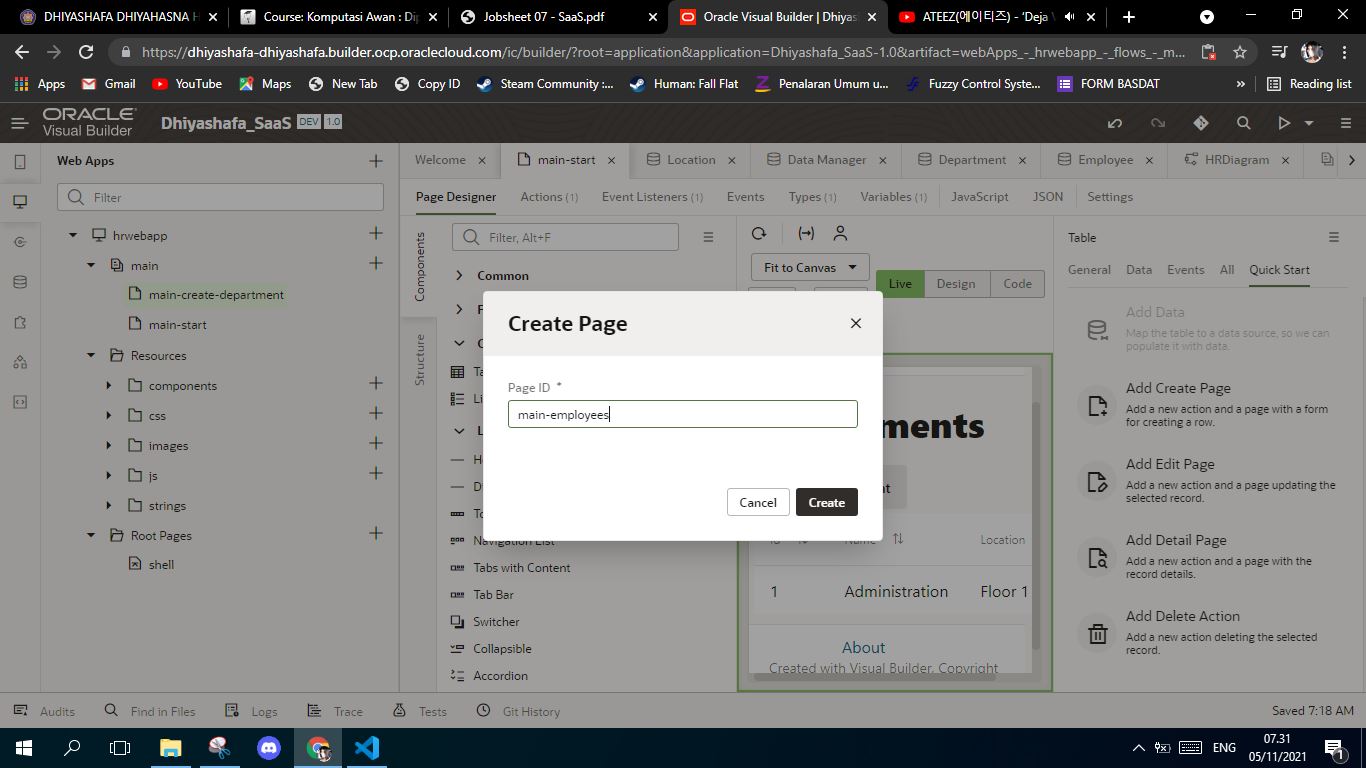 DHIYASHAFA DHIYAHASNA H
Course: Komputasi Awan : Dip
Jobsheet 07 - SaaS.pdf
Oracle Visual Builder | Dhiyash
ATEEZ(에이티즈) - 'Deja V
https://dhiyashafa-dhiyashafa.builder.ocp.oraclecloud.com/ic/builder/?root=application&application=Dhiyashafa_SaaS-1.0&artifact=webApps_-_hrwebapp_-_flows_-_m...
Apps
Gmail
YouTube
Maps
New Tab
Copy ID
Steam Community :...
Human: Fall Flat
Penalaran Umum u...
Fuzzy Control Syste...
FORM BASDAT
»
Reading list
ORACLE
Visual Builder
Dhiyashafa_SaaS DEV 1.0
Web Apps
Welcome
main-start
Location
Data Manager
Department
Employee
HRDiagram
Filter
Page Designer
Actions (1)
Event Listeners (1)
Events
Types (1)
Variables (1)
JavaScript
JSON
Settings
hrwebapp
main
main-create-department
main-start
Resources
components
css
images
js
strings
Root Pages
shell
Components
Structure
Filter, Alt+F
Common
Navigation List
Tabs with Content
Tab Bar
Switcher
Collapsible
Accordion
Fit to Canvas
Live
Design
Code
Create Page
Page ID *
main-employees
Cancel
Create
ments
nt
Name
Location
1
Administration
Floor 1
About
Created with Visual Builder. Copyright
Table
General
Data
Events
All
Quick Start
Add Data
Map the table to a data source, so we can
populate it with data.
Add Create Page
Add a new action and a page with a form
for creating a row.
Add Edit Page
Add a new action and a page updating the
selected record.
Add Detail Page
Add a new action and a page with the
record details.
Add Delete Action
Add a new action deleting the selected
record.
Audits
Find in Files
Logs
Trace
Tests
Git History
Saved 7:18 AM
ENG
07.31
05/11/2021
1